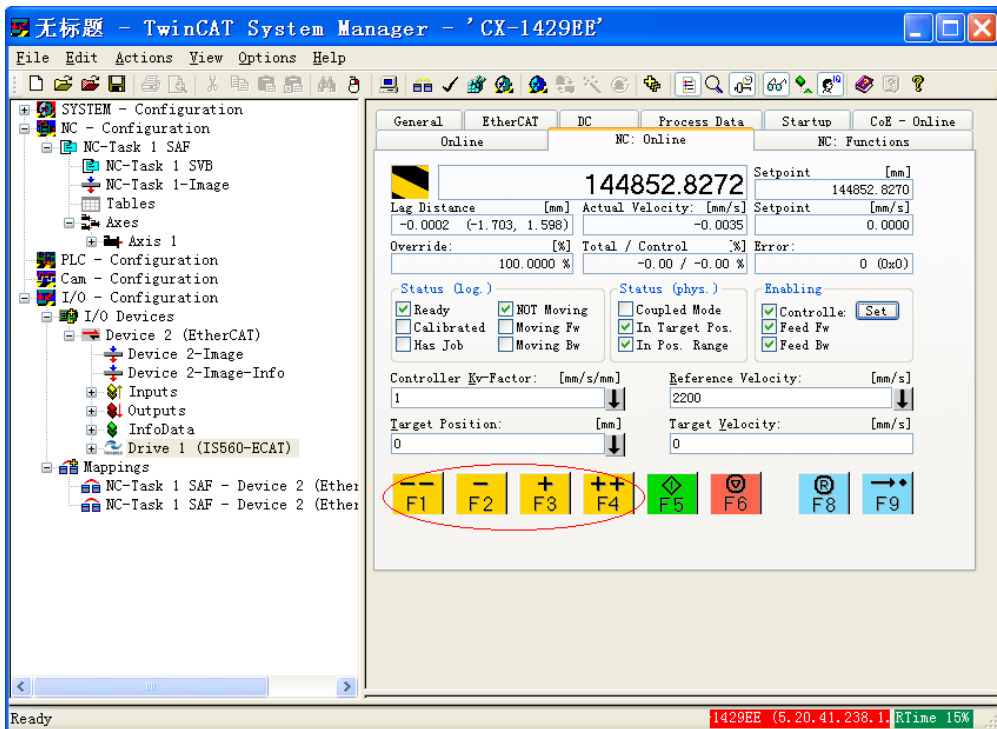 无标题 - TwinCAT System Manager - 'CX-1429EE'
File Edit Actions View Options Help
SYSTEM - Configuration
NC - Configuration
NC-Task 1 SAF
NC-Task 1 SVB
NC-Task 1-Image
Tables
Axes
Axis 1
PLC - Configuration
Cam - Configuration
I/O - Configuration
I/O Devices
Device 2 (EtherCAT)
Device 2-Image
Device 2-Image-Info
Inputs
Outputs
InfoData
Drive 1 (IS560-ECAT)
Mappings
NC-Task 1 SAF - Device 2 (Ether
NC-Task 1 SAF - Device 2 (Ether
General EtherCAT DC Process Data Startup CoE - Online
Online NC: Online NC: Functions
144852.8272
Setpoint [mm]
144852.8270
Lag Distance [mm] Actual Velocity: [mm/s] Setpoint [mm/s]
-0.0002 (-1.703, 1.598) -0.0035 0.0000
Override: [%] Total / Control [%] Error:
100.0000 % -0.00 / -0.00 % 0 (0x0)
Status (log.) Status (phys.) Enabling
Ready NOT Moving Coupled Mode Controlle: Set
Calibrated Moving Fw In Target Pos. Feed Fw
Has Job Moving Bw In Pos. Range Feed Bw
Controller Kv-Factor: [mm/s/mm] Reference Velocity: [mm/s]
1 2200
Target Position: [mm] Target Velocity: [mm/s]
0 0
-- - + ++
F1 F2 F3 F4 F5 F6 F8 F9
Ready 1429EE (5.20.41.238.1. RTime 15%